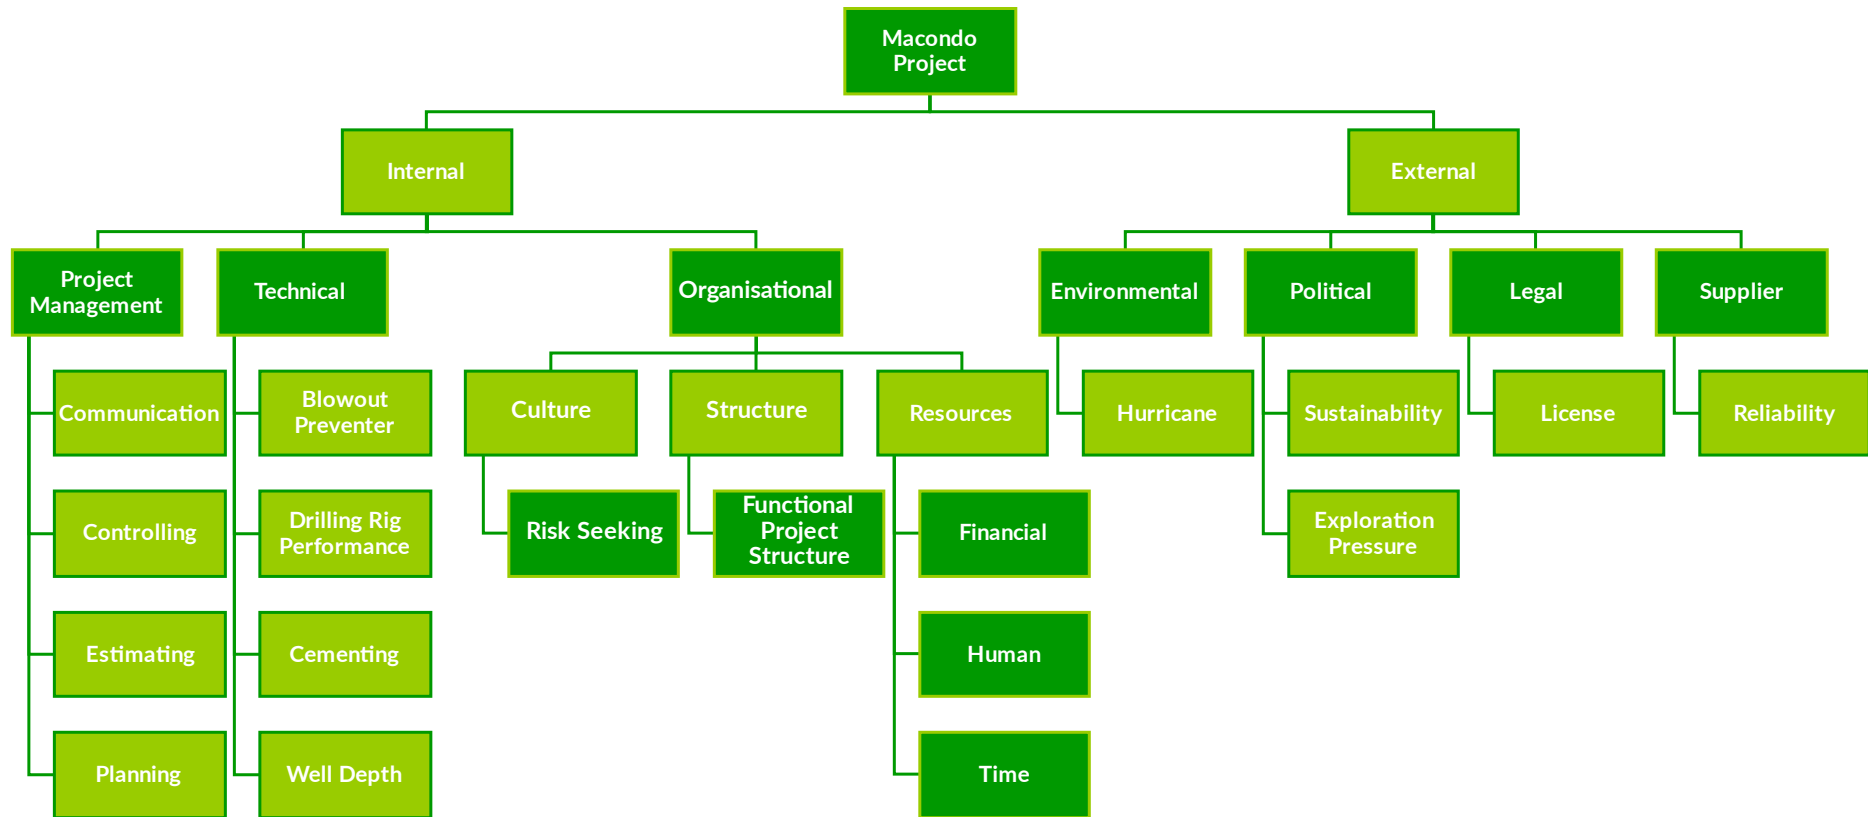 Macondo
Project
Internal
External
Project
Management
Technical
Organisational
Environmental
Political
Legal
Supplier
Communication
Blowout
Preventer
Culture
Structure
Resources
Hurricane
Sustainability
License
Reliability
Controlling
Drilling Rig
Performance
Risk Seeking
Functional
Project
Structure
Financial
Exploration
Pressure
Estimating
Cementing
Human
Planning
Well Depth
Time